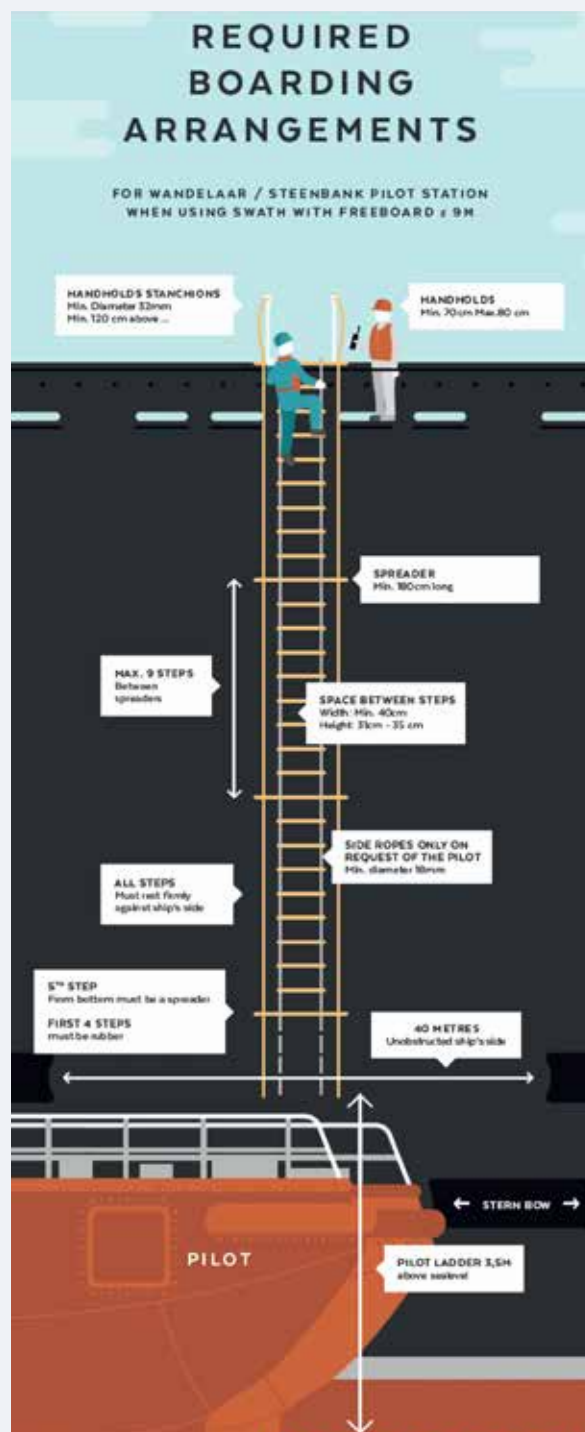 REQUIRED
BOARDING
ARRANGEMENTS
FOR WANDELAAR / STEENBANK PILOT STATION
WHEN USING SWATH WITH FREEBOARD ≤ 9M
HANDHOLDS STANCHIONS
Min. Diameter 32mm
Min. 120 cm above ...
HANDHOLDS
Min. 70cm Max.80 cm
SPREADER
Min. 180cm long
MAX. 9 STEPS
Between
spreaders
SPACE BETWEEN STEPS
Width: Min. 40cm
Height: 31cm - 35 cm
SIDE ROPES ONLY ON
REQUEST OF THE PILOT
Min. diameter 18mm
ALL STEPS
Must rest firmly
against ship's side
5TH STEP
From bottom must be a spreader
FIRST 4 STEPS
must be rubber
40 METRES
Unobstructed ship's side
← STERN BOW →
PILOT
PILOT LADDER 3,5M
above sealevel